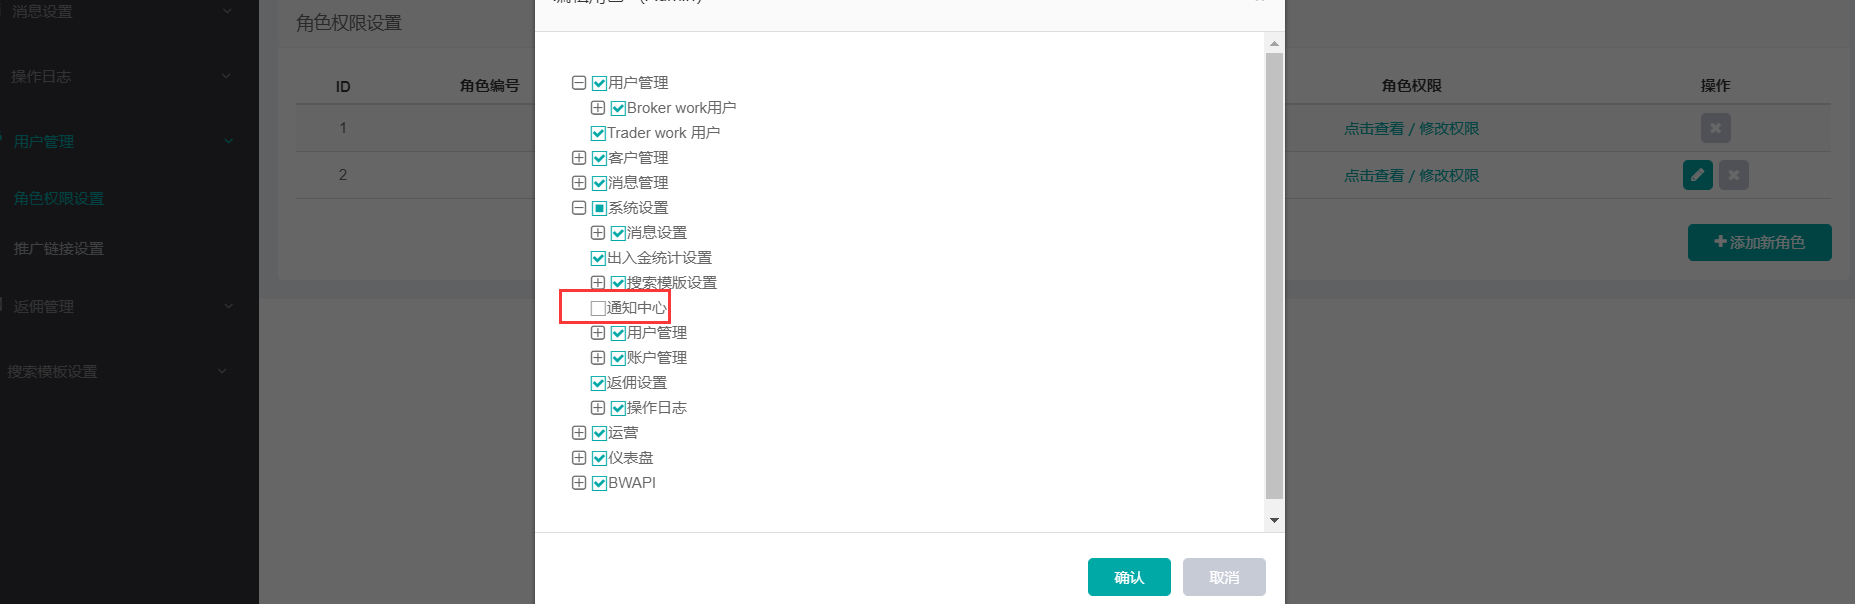 消息设置
操作日志
用户管理
角色权限设置
推广链接设置
返佣管理
搜索模板设置
角色权限设置
ID
角色编号
角色权限
操作
1
点击查看 / 修改权限
2
点击查看 / 修改权限
添加新角色
用户管理
Broker work用户
Trader work 用户
客户管理
消息管理
系统设置
消息设置
出入金统计设置
搜索模版设置
通知中心
用户管理
账户管理
返佣设置
操作日志
运营
仪表盘
BWAPI
确认
取消